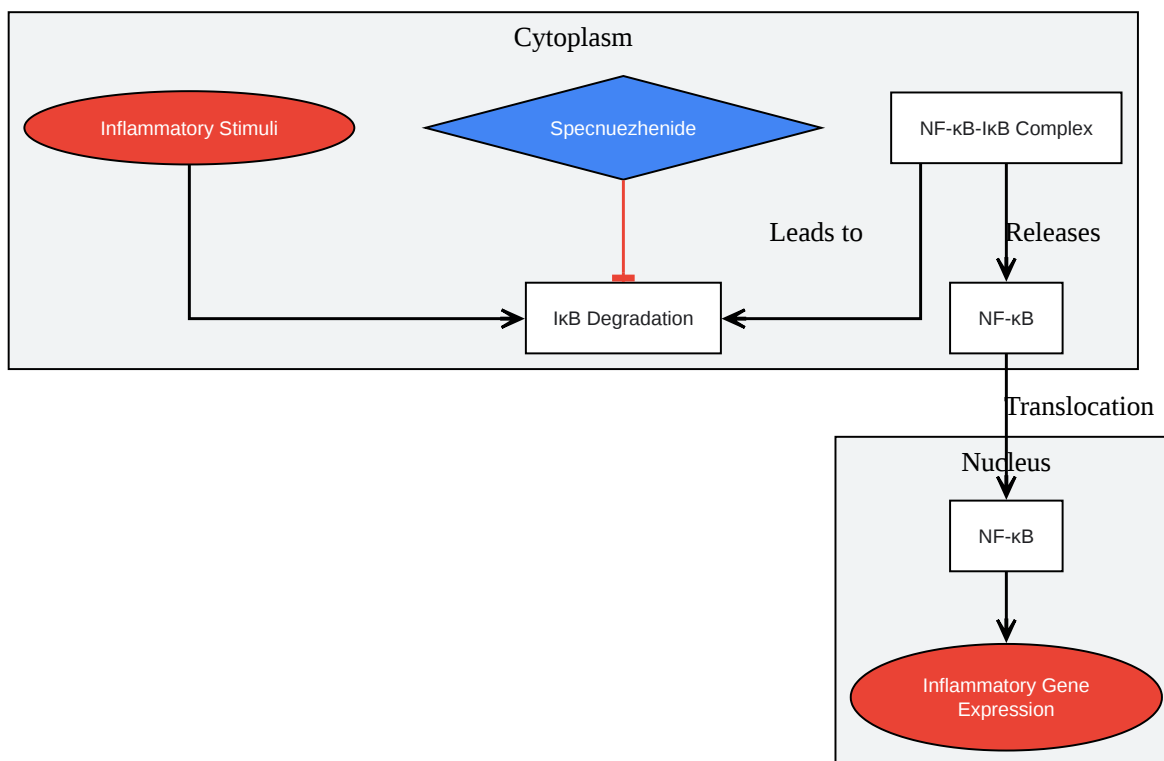 Cytoplasm
Inflammatory Stimuli
Specnuezhenide
NF-κB-IκB Complex
Leads to
Releases
IκB Degradation
NF-κB
Translocation
Nucleus
NF-κB
Inflammatory Gene
Expression